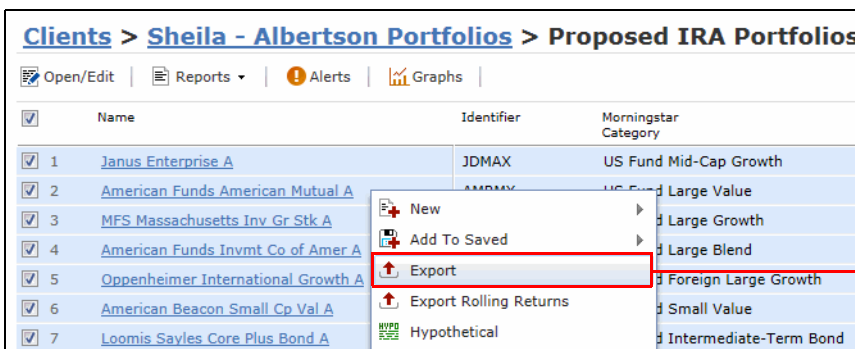 Clients > Sheila - Albertson Portfolios > Proposed IRA Portfolios
Open/Edit Reports Alerts Graphs
Name Identifier Morningstar Category
1 Janus Enterprise A JDMAX US Fund Mid-Cap Growth
2 American Funds American Mutual A AMRMX US Fund Large Value
3 MFS Massachusetts Inv Gr Stk A d Large Growth
4 American Funds Invmt Co of Amer A d Large Blend
5 Oppenheimer International Growth A d Foreign Large Growth
6 American Beacon Small Cp Val A d Small Value
7 Loomis Sayles Core Plus Bond A d Intermediate-Term Bond
New
Add To Saved
Export
Export Rolling Returns
HYPO Hypothetical